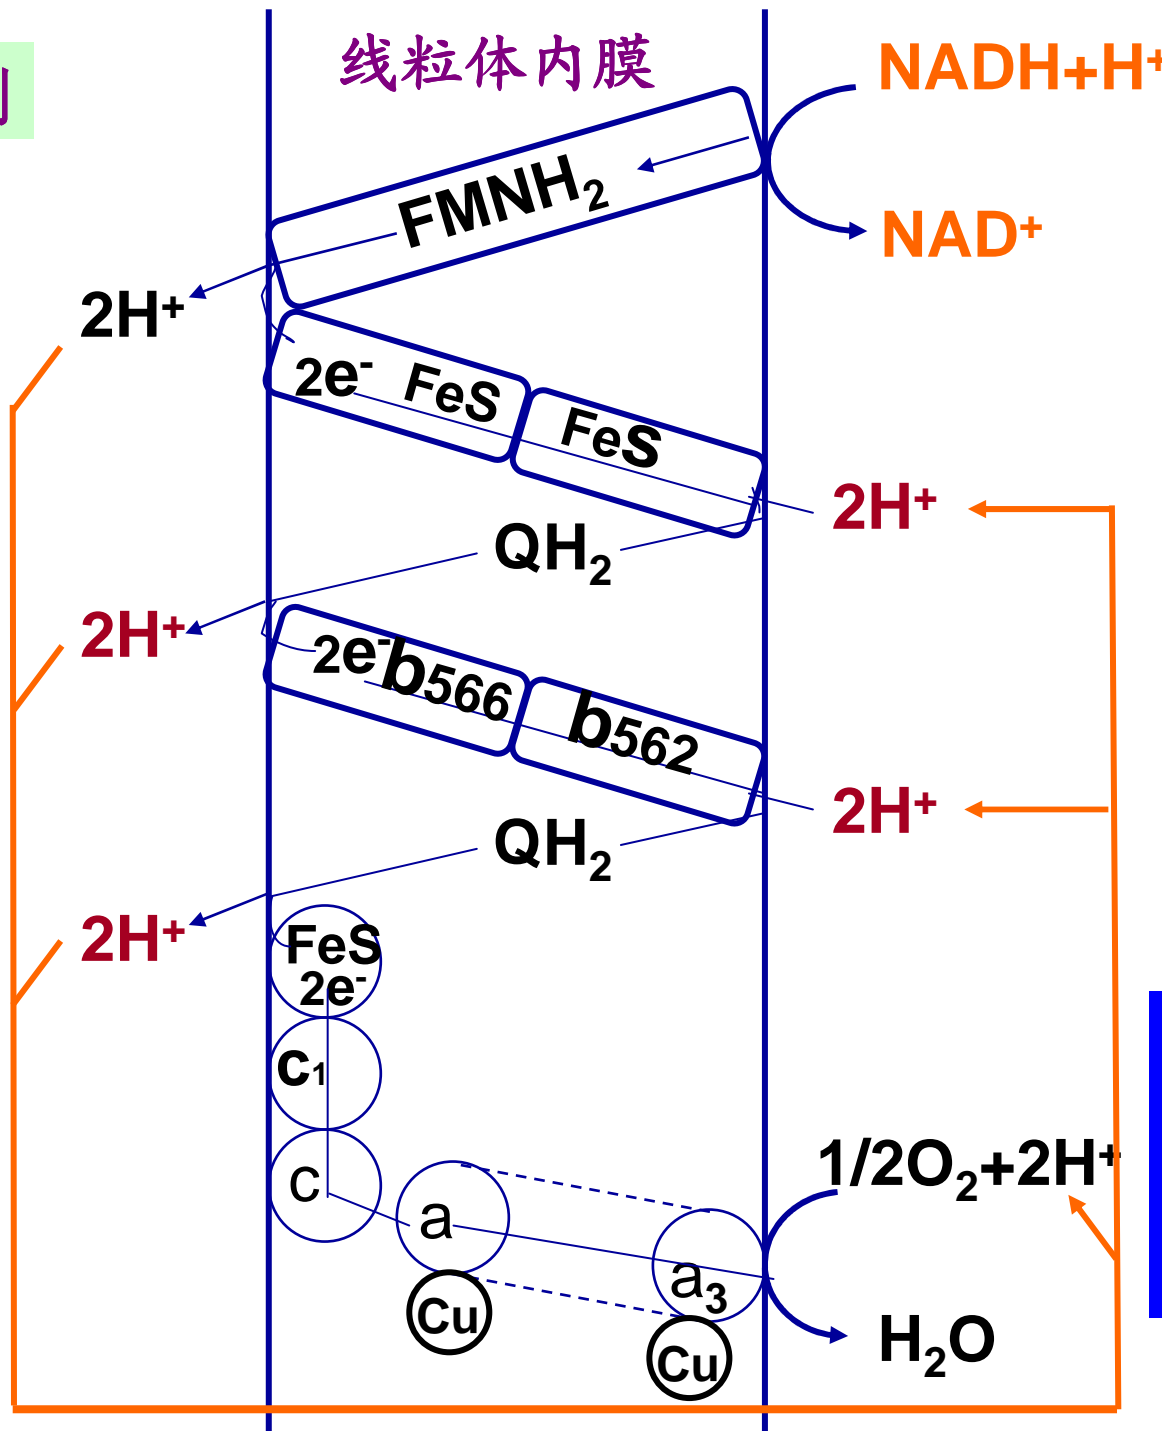 线粒体内膜
NADH+H⁺
FMNH₂
NAD⁺
2H⁺
2e⁻ FeS
FeS
2H⁺
QH₂
2H⁺
2e⁻ b566
b562
2H⁺
QH₂
2H⁺
FeS
2e⁻
c₁
c
1/2O₂+2H⁺
a
a₃
Cu
Cu
H₂O